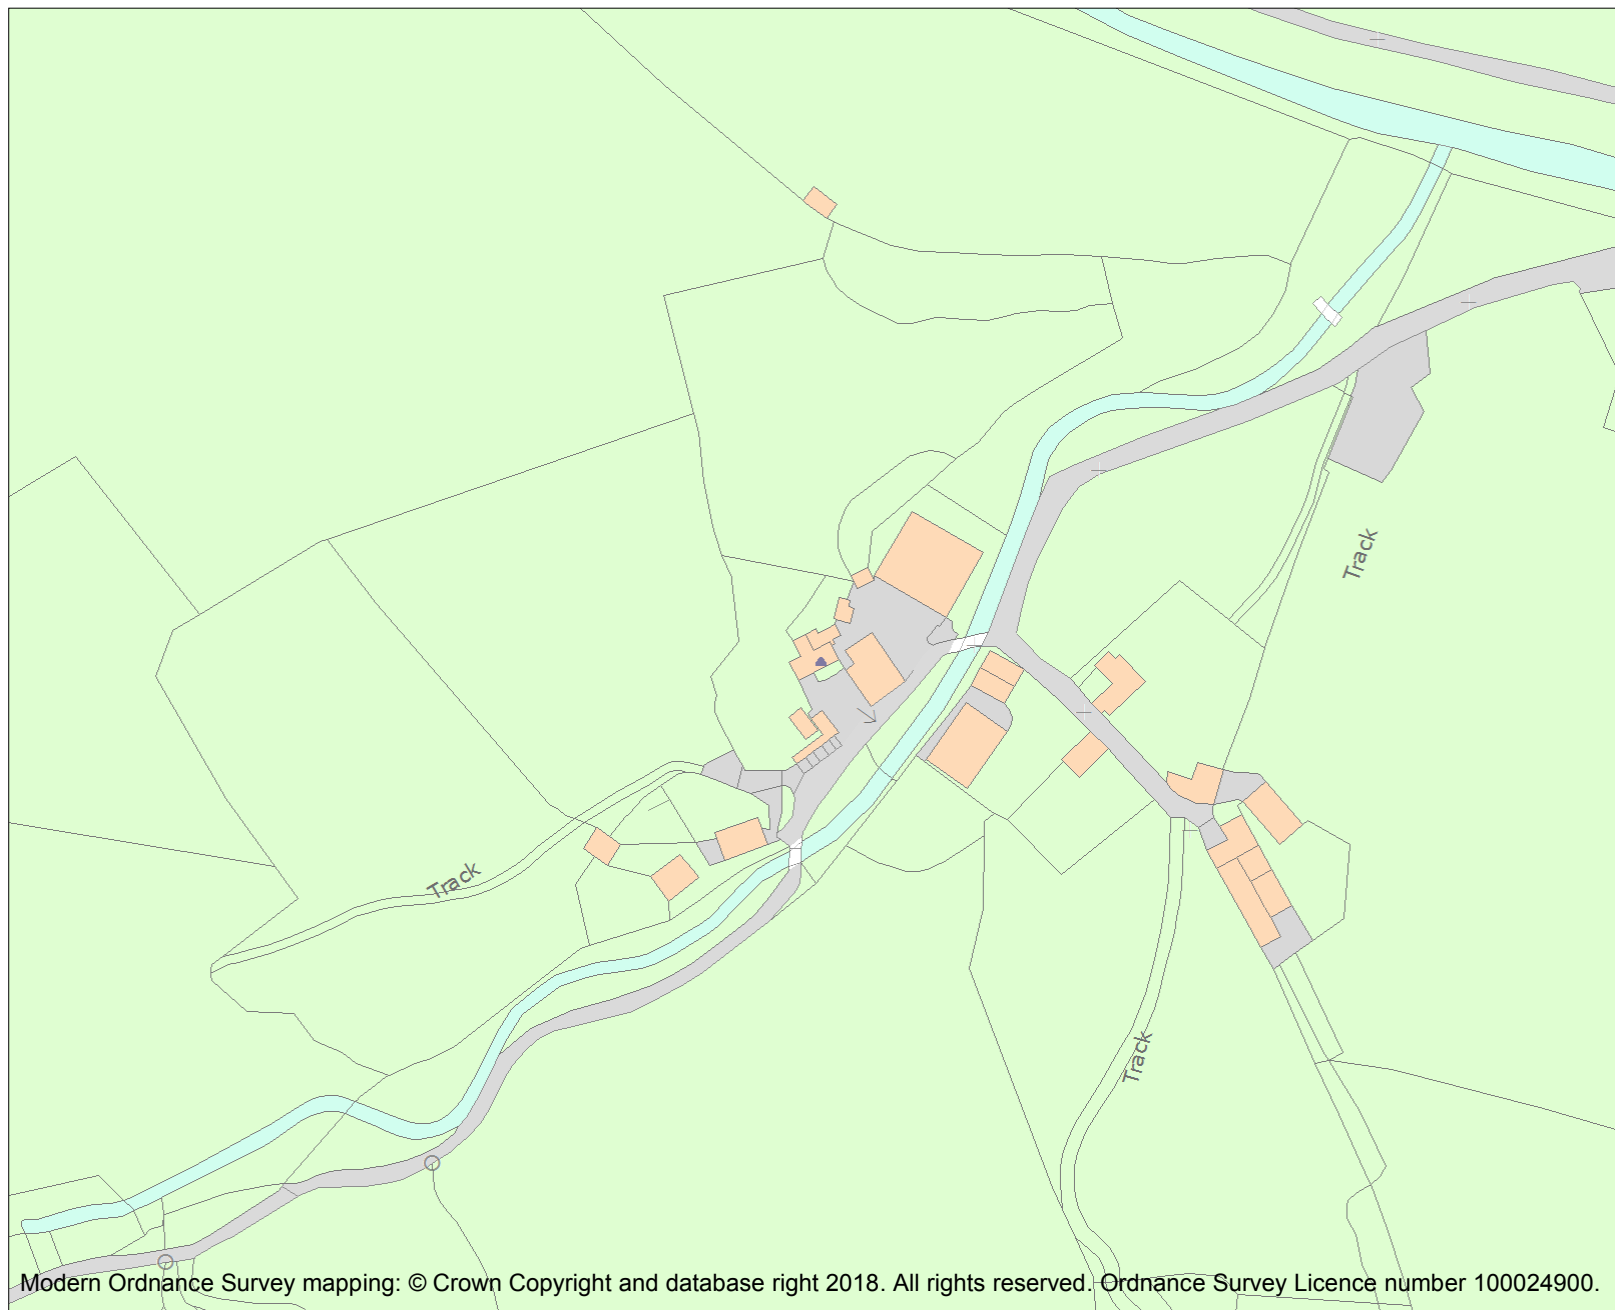 Track
Track
Track
Modern Ordnance Survey mapping: © Crown Copyright and database right 2018. All rights reserved. Ordnance Survey Licence number 100024900.